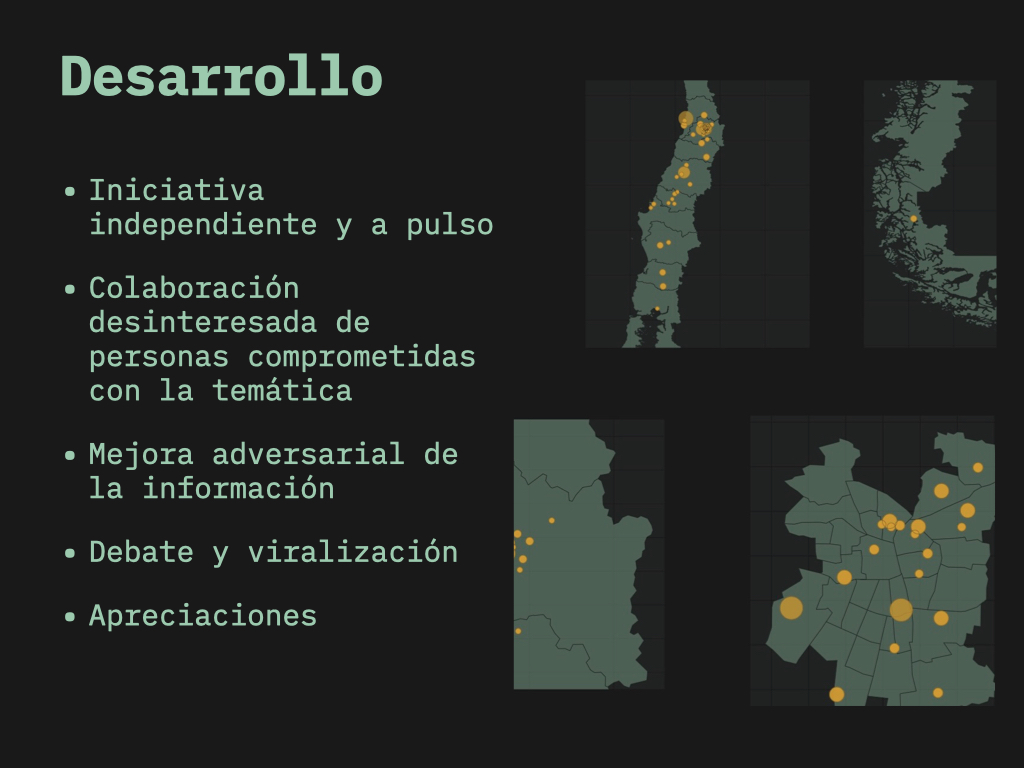 Desarrollo
• Iniciativa
independiente y a pulso
• Colaboración
desinteresada de
personas comprometidas
con la temática
• Mejora adversarial de
la información
• Debate y viralización
• Apreciaciones